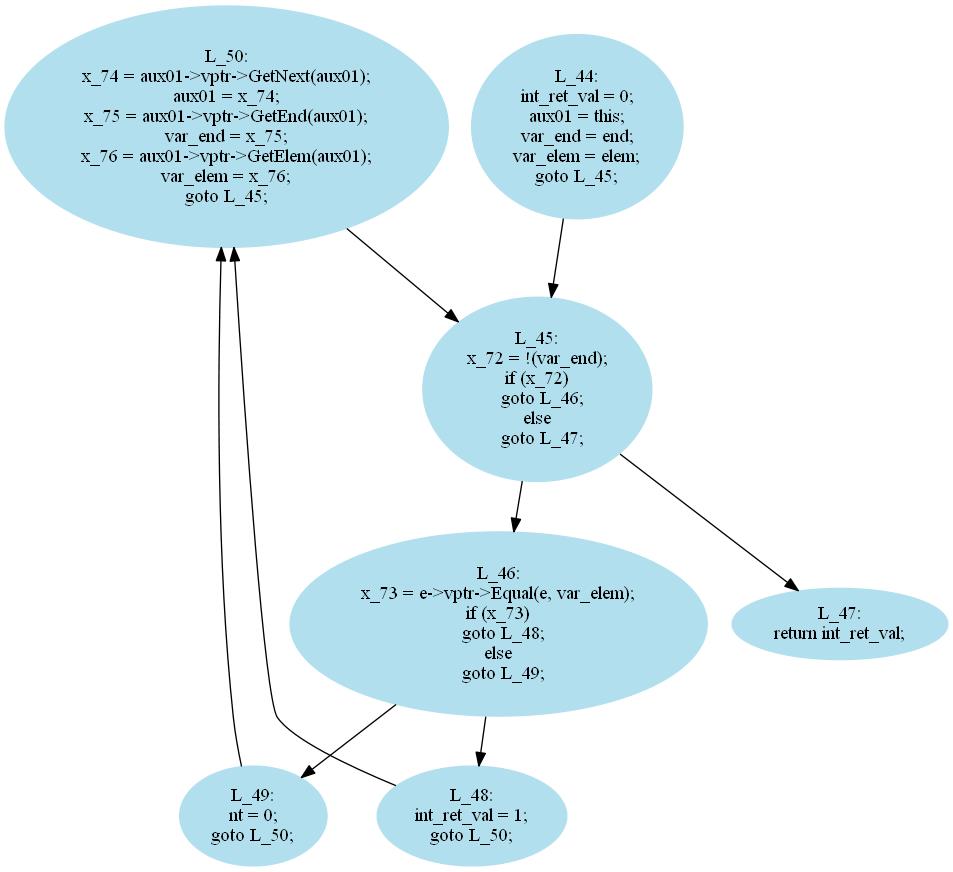 L_50:
x_74 = aux01->vptr->GetNext(aux01);
aux01 = x_74;
x_75 = aux01->vptr->GetEnd(aux01);
var_end = x_75;
x_76 = aux01->vptr->GetElem(aux01);
var_elem = x_76;
goto L_45;
L_44:
int_ret_val = 0;
aux01 = this;
var_end = end;
var_elem = elem;
goto L_45;
L_45:
x_72 = !(var_end);
if (x_72)
goto L_46;
else
goto L_47;
L_46:
x_73 = e->vptr->Equal(e, var_elem);
if (x_73)
goto L_48;
else
goto L_49;
L_47:
return int_ret_val;
L_49:
nt = 0;
goto L_50;
L_48:
int_ret_val = 1;
goto L_50;